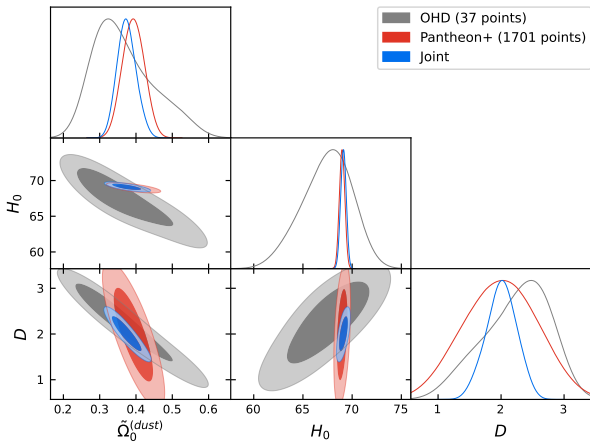 OHD (37 points)
Pantheon+ (1701 points)
Joint
70
65
60
H₀
3
2
1
D
0.2 0.3 0.4 0.5 0.6
60 65 70 75
1 2 3
Ω̃₀^(dust)
H₀
D